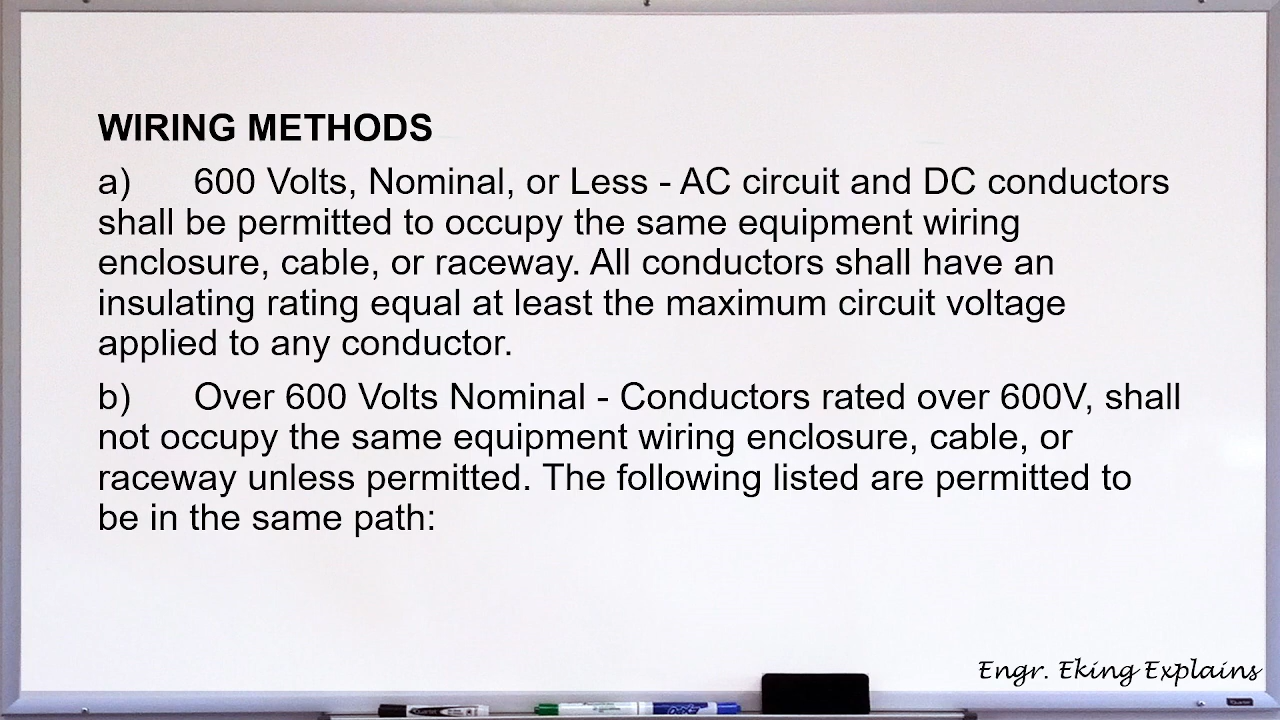 WIRING METHODS
a) 600 Volts, Nominal, or Less - AC circuit and DC conductors
shall be permitted to occupy the same equipment wiring
enclosure, cable, or raceway. All conductors shall have an
insulating rating equal at least the maximum circuit voltage
applied to any conductor.
b) Over 600 Volts Nominal - Conductors rated over 600V, shall
not occupy the same equipment wiring enclosure, cable, or
raceway unless permitted. The following listed are permitted to
be in the same path:
Engr. Eking Explains